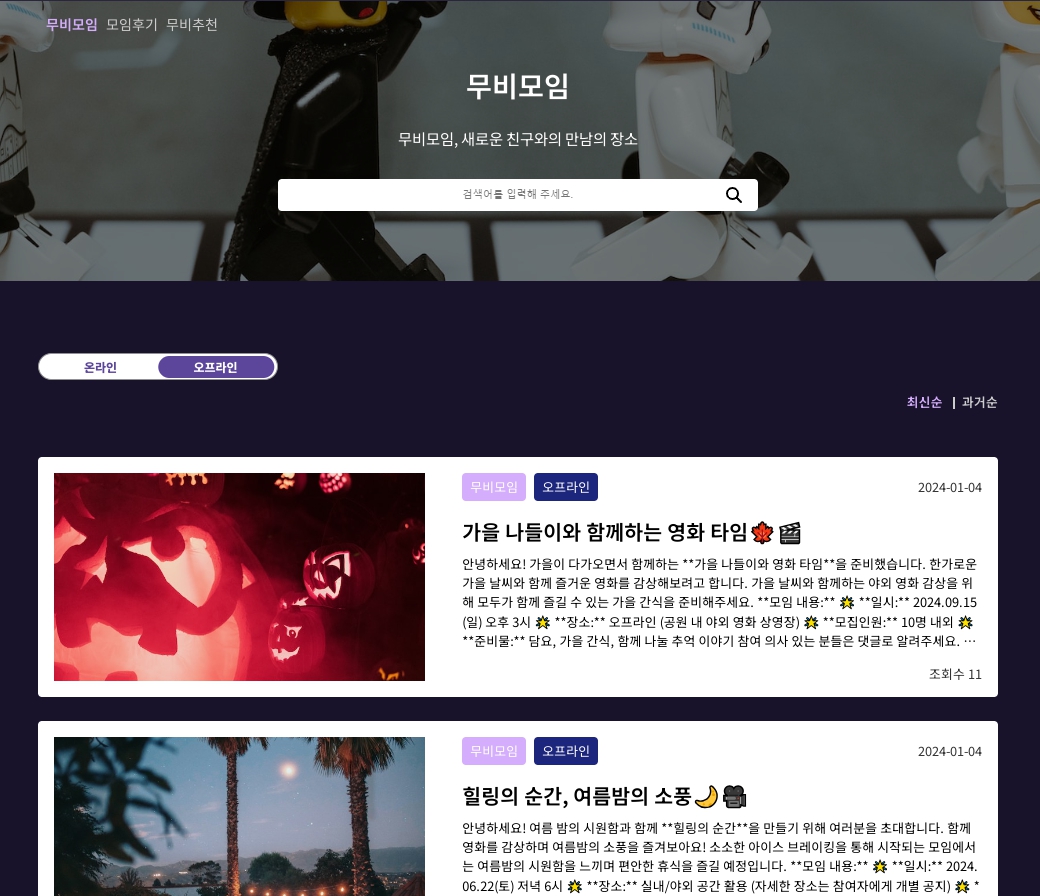 무비모임 모임후기 무비추천
무비모임
무비모임, 새로운 친구와의 만남의 장소
검색어를 입력해 주세요.
온라인 오프라인
최신순 | 과거순
무비모임 오프라인 2024-01-04
가을 나들이와 함께하는 영화 타임🍁🎬
안녕하세요! 가을이 다가오면서 함께하는 **가을 나들이와 영화 타임**을 준비했습니다. 한가로운
가을 날씨와 함께 즐거운 영화를 감상해보려고 합니다. 가을 날씨와 함께하는 야외 영화 감상을 위
해 모두가 함께 즐길 수 있는 가을 간식을 준비해주세요. **모임 내용:** 🌟 **일시:** 2024.09.15
(일) 오후 3시 🌟 **장소:** 오프라인 (공원 내 야외 영화 상영장) 🌟 **모집인원:** 10명 내외 🌟
**준비물:** 담요, 가을 간식, 함께 나눌 추억 이야기 참여 의사 있는 분들은 댓글로 알려주세요. …
조회수 11
무비모임 오프라인 2024-01-04
힐링의 순간, 여름밤의 소풍🌙🎥
안녕하세요! 여름 밤의 시원함과 함께 **힐링의 순간**을 만들기 위해 여러분을 초대합니다. 함께
영화를 감상하며 여름밤의 소풍을 즐겨보아요! 소소한 아이스 브레이킹을 통해 시작되는 모임에서
는 여름밤의 시원함을 느끼며 편안한 휴식을 즐길 예정입니다. **모임 내용:** 🌟 **일시:** 2024.
06.22(토) 저녁 6시 🌟 **장소:** 실내/야외 공간 활용 (자세한 장소는 참여자에게 개별 공지) 🌟 *